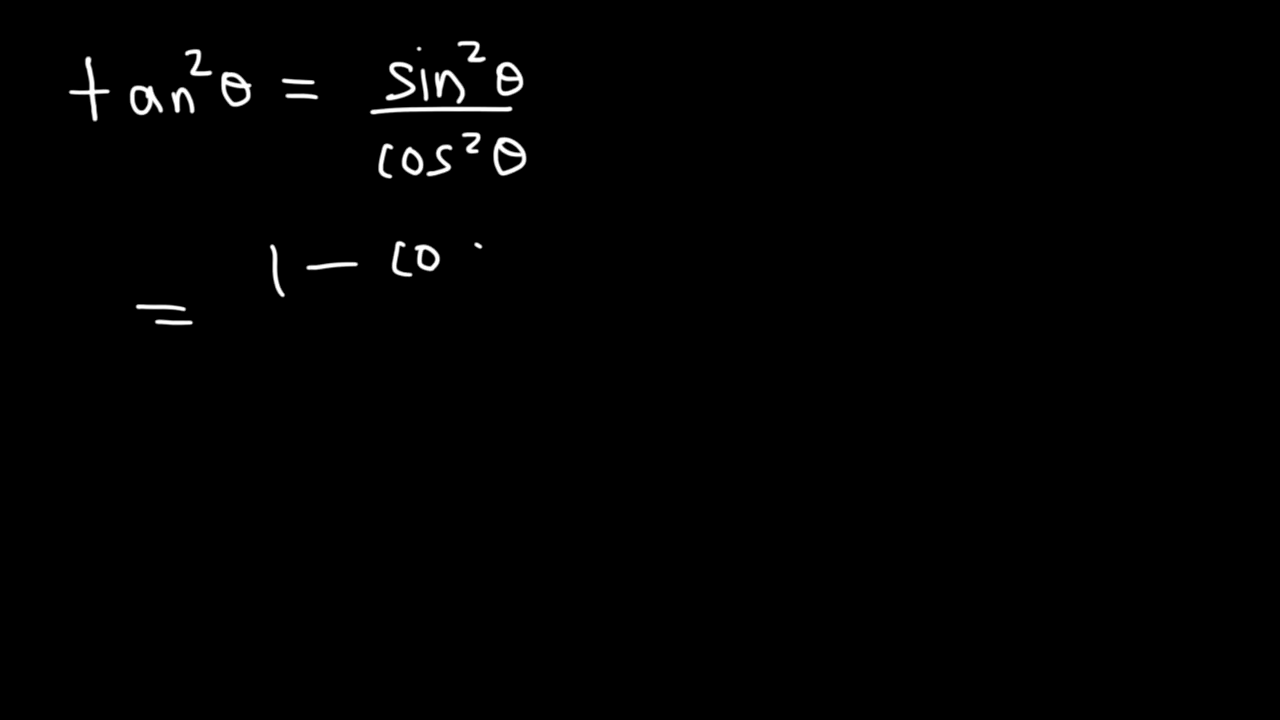 tan²θ = sin²θ / cos²θ
= 1 − co